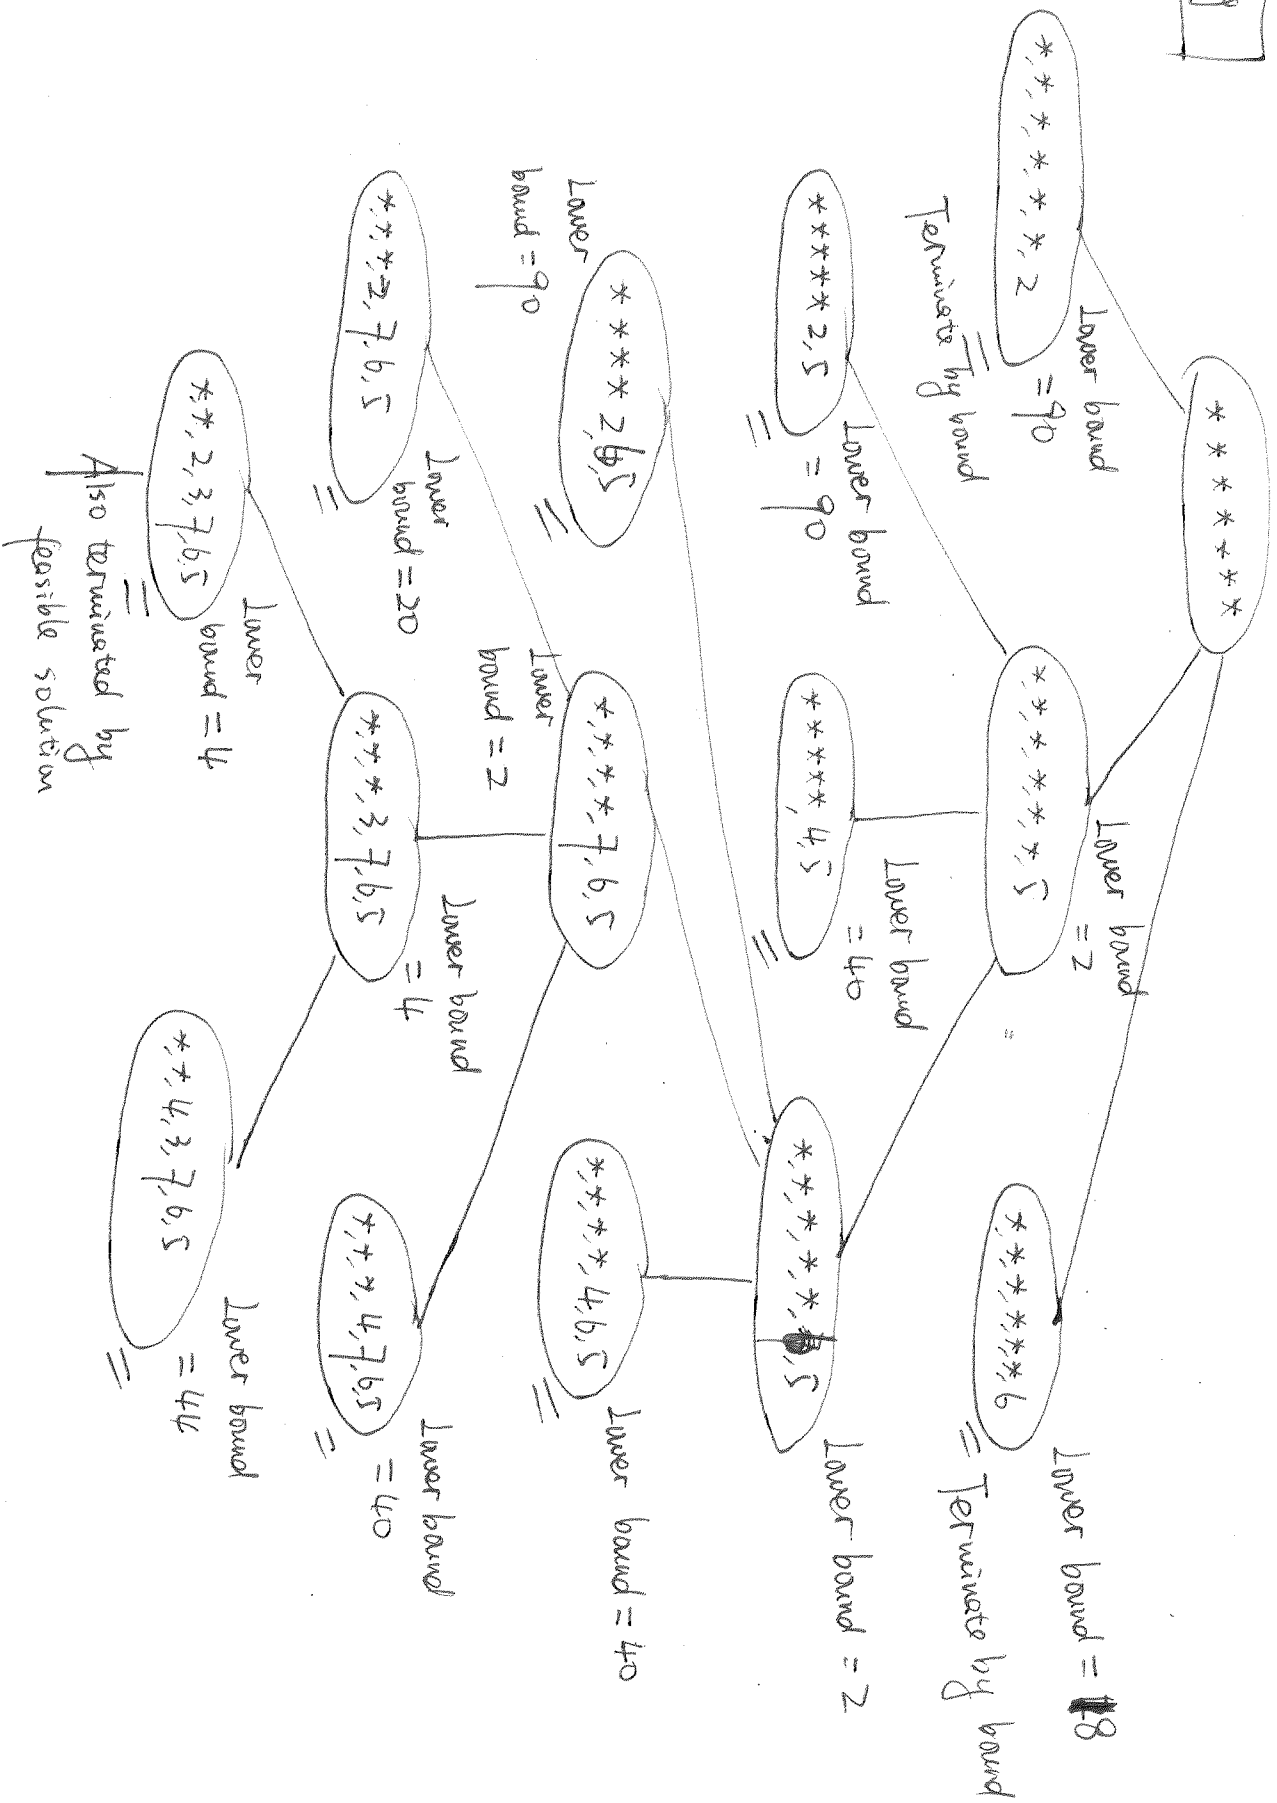 * * * * * * *
*, *, *, *, *, *, 2
Lower bound
= 90
Terminate by bound
*, *, *, *, *, *, 5
Lower bound
= 2
*, *, *, *, *, *, 6
Lower bound = 18
Terminate by bound
* * * * * 2, 5
Lower bound
= 90
* * * * *, 4, 5
Lower bound
= 40
*, *, *, *, *, 5
Lower bound = 2
* * * * 2, 6, 5
Lower
bound = 90
*, *, *, *, 7, 6, 5
Lower
bound = 2
*, *, *, *, 4, 6, 5
Lower bound = 40
*, *, *, 2, 7, 6, 5
Lower
bound = 20
*, *, *, 3, 7, 6, 5
Lower bound
= 4
*, *, *, 4, 7, 6, 5
Lower bound
= 40
*, *, 2, 3, 7, 6, 5
Lower
bound = 4
Also terminated by
feasible solution
*, *, 4, 3, 7, 6, 5
Lower bound
= 44